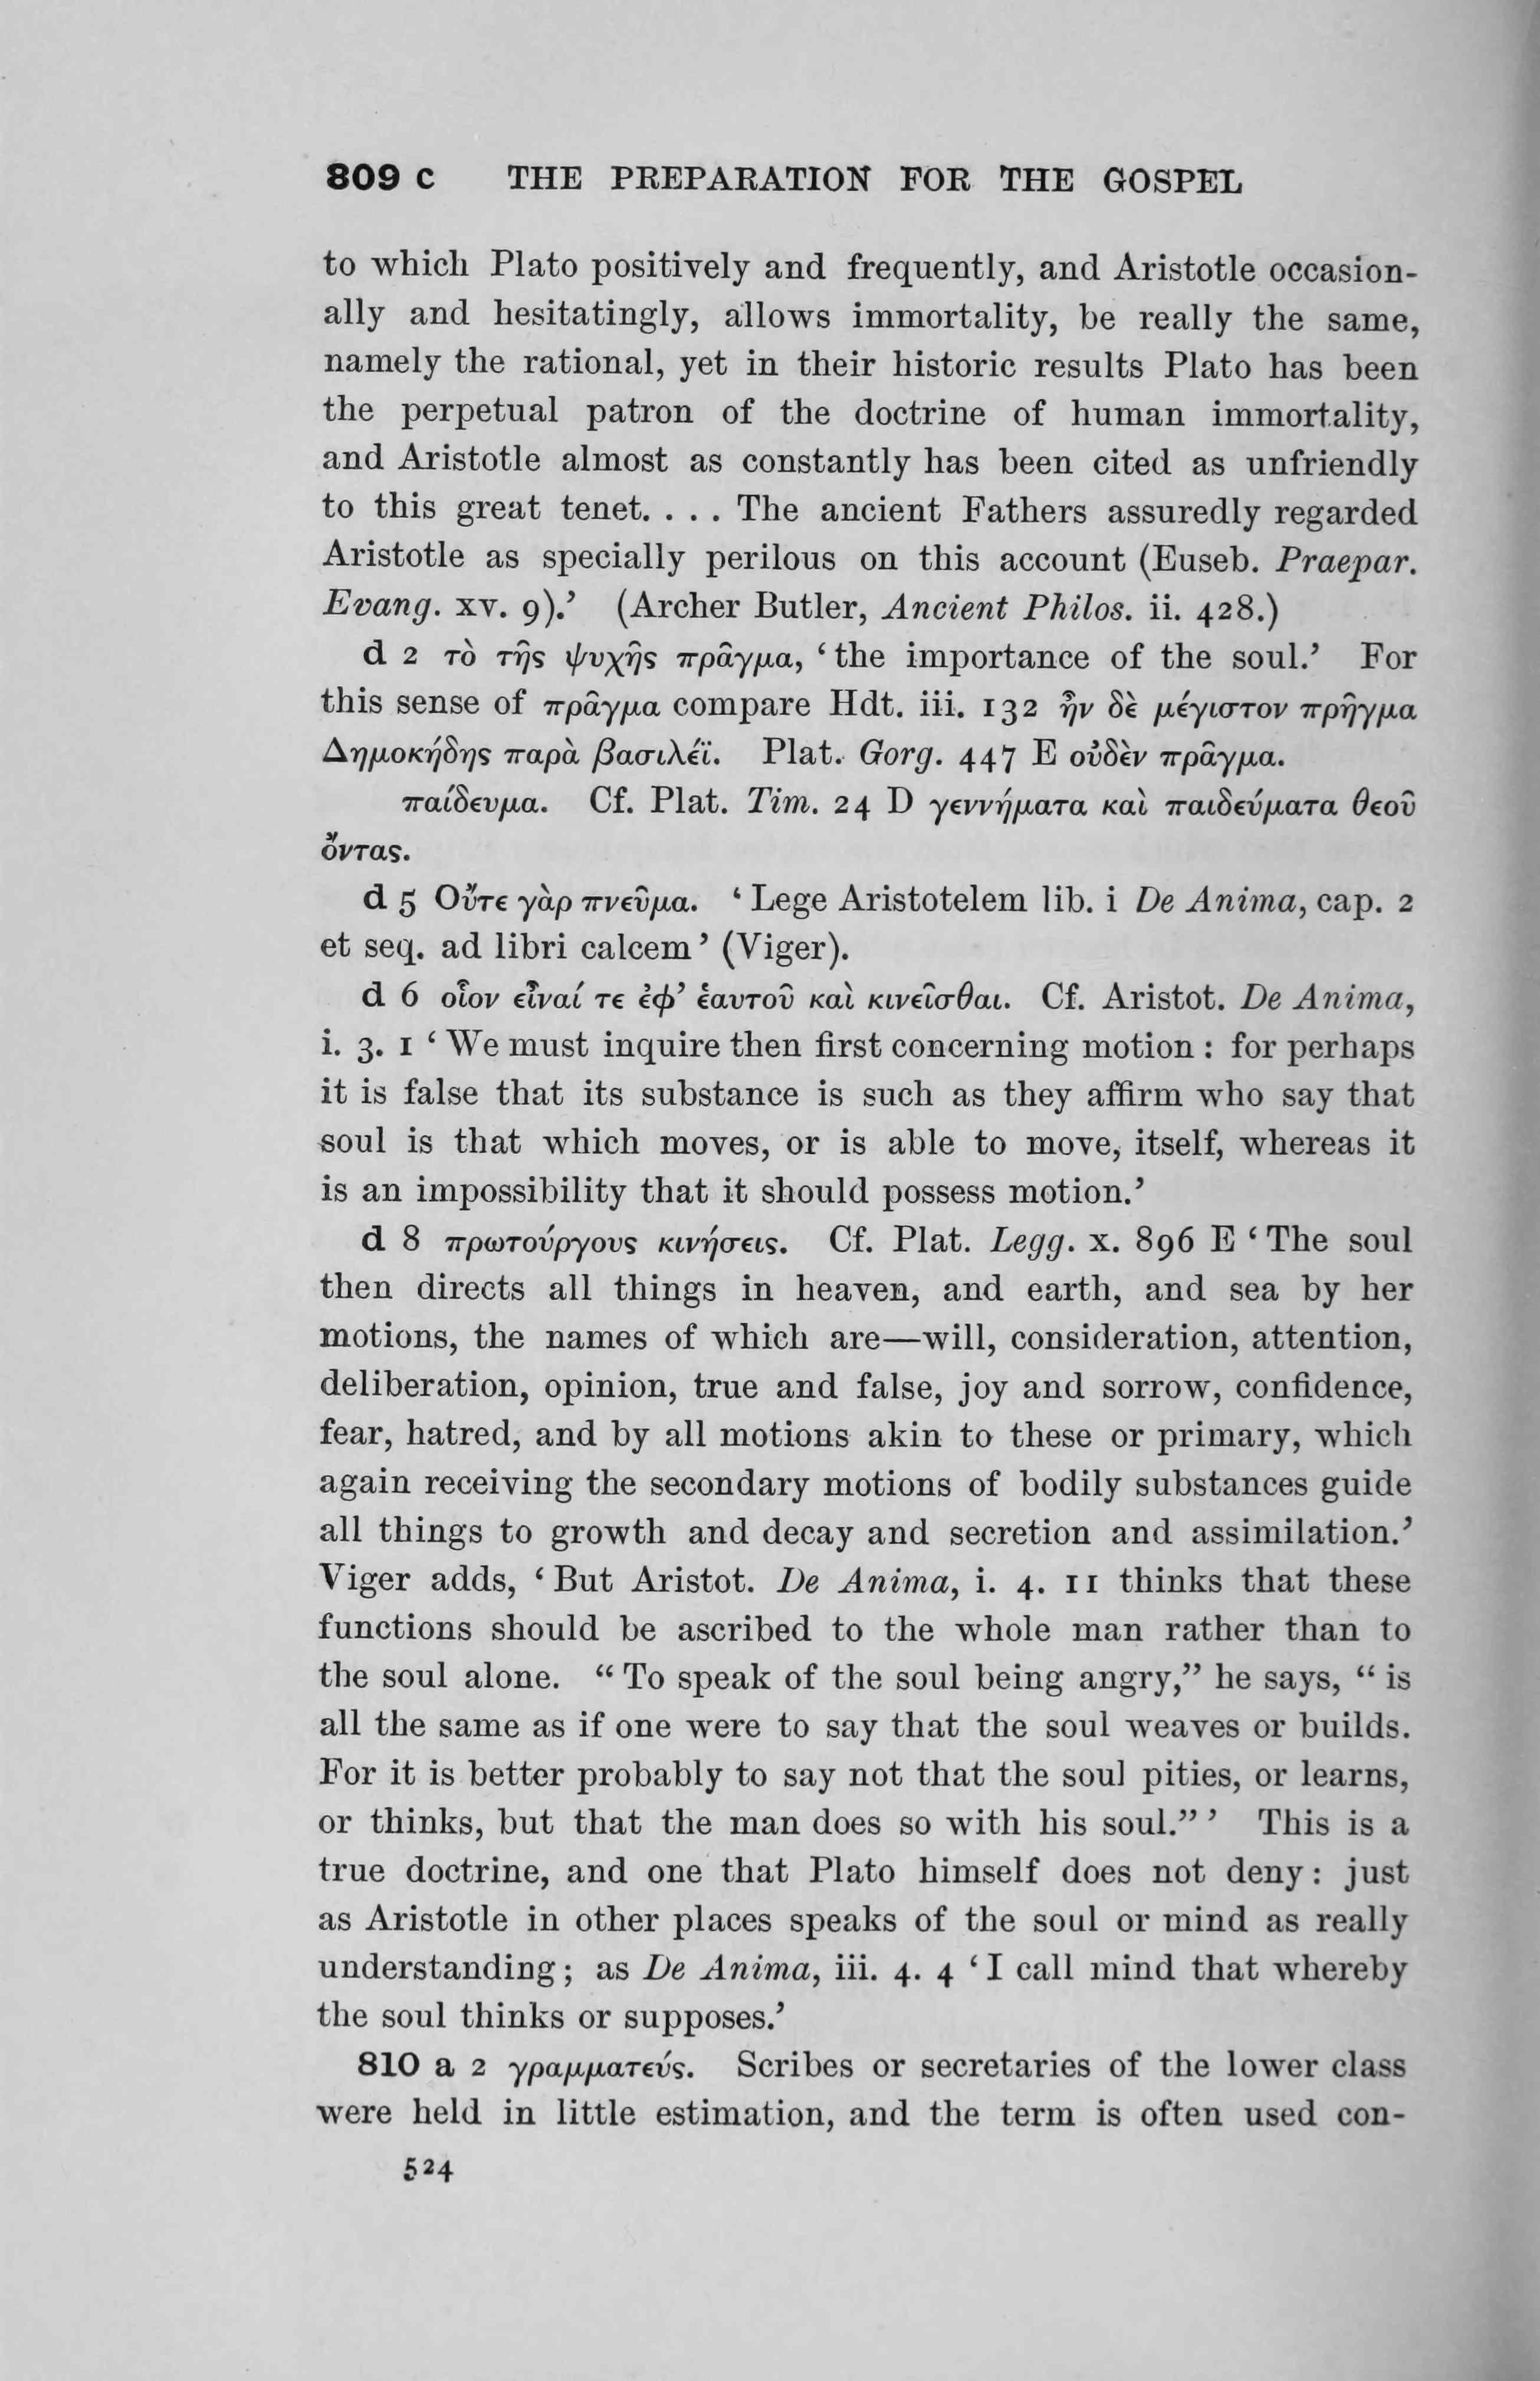 809 c THE PREPARATION FOR THE GOSPEL
to which Plato positively and frequently, and Aristotle occasion-
ally and hesitatingly, allows immortality, be really the same,
namely the rational, yet in their historic results Plato has been
the perpetual patron of the doctrine of human immortality,
and Aristotle almost as constantly has been cited as unfriendly
to this great tenet. . . . The ancient Fathers assuredly regarded
Aristotle as specially perilous on this account (Euseb. Praepar.
Evang. xv. 9).’ (Archer Butler, Ancient Philos. ii. 428.)
d 2 τὸ τῆς ψυχῆς πρᾶγμα, ‘the importance of the soul.’ For
this sense of πρᾶγμα compare Hdt. iii. 132 ἦν δὲ μέγιστον πρῆγμα
Δημοκήδης παρὰ βασιλέϊ. Plat. Gorg. 447 E οὐδὲν πρᾶγμα.
παίδευμα. Cf. Plat. Tim. 24 D γεννήματα καὶ παιδεύματα θεοῦ
ὄντας.
d 5 Οὔτε γὰρ πνεῦμα. ‘Lege Aristotelem lib. i De Anima, cap. 2
et seq. ad libri calcem’ (Viger).
d 6 οἷον εἶναί τε ἐφ’ ἑαυτοῦ καὶ κινεῖσθαι. Cf. Aristot. De Anima,
i. 3. 1 ‘We must inquire then first concerning motion : for perhaps
it is false that its substance is such as they affirm who say that
soul is that which moves, or is able to move, itself, whereas it
is an impossibility that it should possess motion.’
d 8 πρωτούργους κινήσεις. Cf. Plat. Legg. x. 896 E ‘The soul
then directs all things in heaven, and earth, and sea by her
motions, the names of which are—will, consideration, attention,
deliberation, opinion, true and false, joy and sorrow, confidence,
fear, hatred, and by all motions akin to these or primary, which
again receiving the secondary motions of bodily substances guide
all things to growth and decay and secretion and assimilation.’
Viger adds, ‘But Aristot. De Anima, i. 4. 11 thinks that these
functions should be ascribed to the whole man rather than to
the soul alone. “To speak of the soul being angry,” he says, “is
all the same as if one were to say that the soul weaves or builds.
For it is better probably to say not that the soul pities, or learns,
or thinks, but that the man does so with his soul.”’ This is a
true doctrine, and one that Plato himself does not deny: just
as Aristotle in other places speaks of the soul or mind as really
understanding; as De Anima, iii. 4. 4 ‘I call mind that whereby
the soul thinks or supposes.’
810 a 2 γραμματεύς. Scribes or secretaries of the lower class
were held in little estimation, and the term is often used con-
524